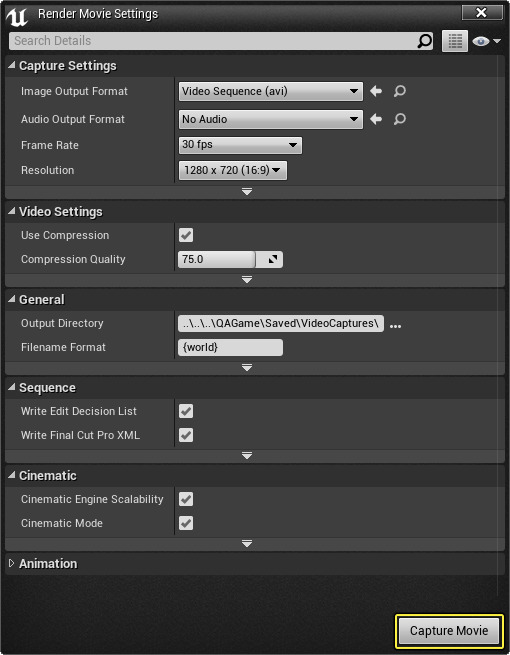 Render Movie Settings
Search Details
Capture Settings
Image Output Format Video Sequence (avi)
Audio Output Format No Audio
Frame Rate 30 fps
Resolution 1280 x 720 (16:9)
Video Settings
Use Compression
Compression Quality 75.0
General
Output Directory ..\..\..\QAGame\Saved\VideoCaptures\ ...
Filename Format {world}
Sequence
Write Edit Decision List
Write Final Cut Pro XML
Cinematic
Cinematic Engine Scalability
Cinematic Mode
Animation
Capture Movie